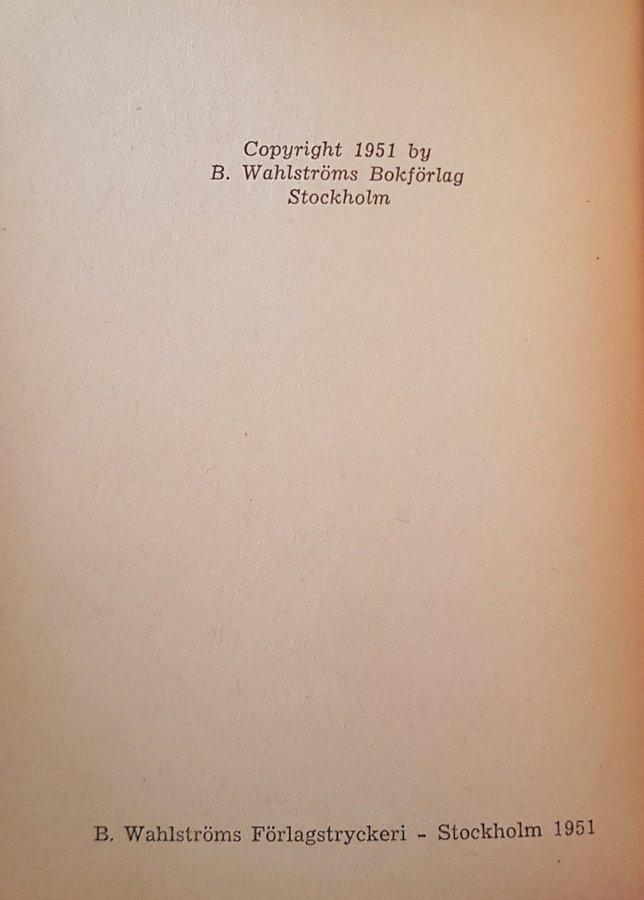 Copyright 1951 by
B. Wahlströms Bokförlag
Stockholm
B. Wahlströms Förlagstryckeri - Stockholm 1951